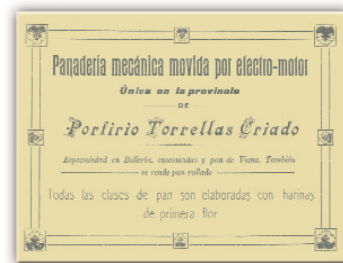 Panadería mecánica movida por electro-motor
Única en la provincia
DE
Porfirio Torrellas Criado
Especialidad en Bollería, ensaimadas y pan de Viena. También
se vende pan rallado
Todas las clases de pan son elaboradas con harinas
de primera flor